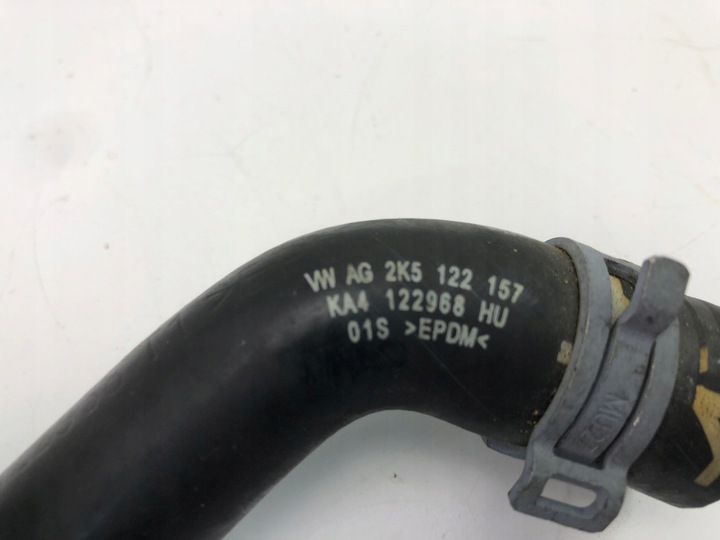 VW AG 2K5 122 157
KA4 122968 HU
01S >EPDM<